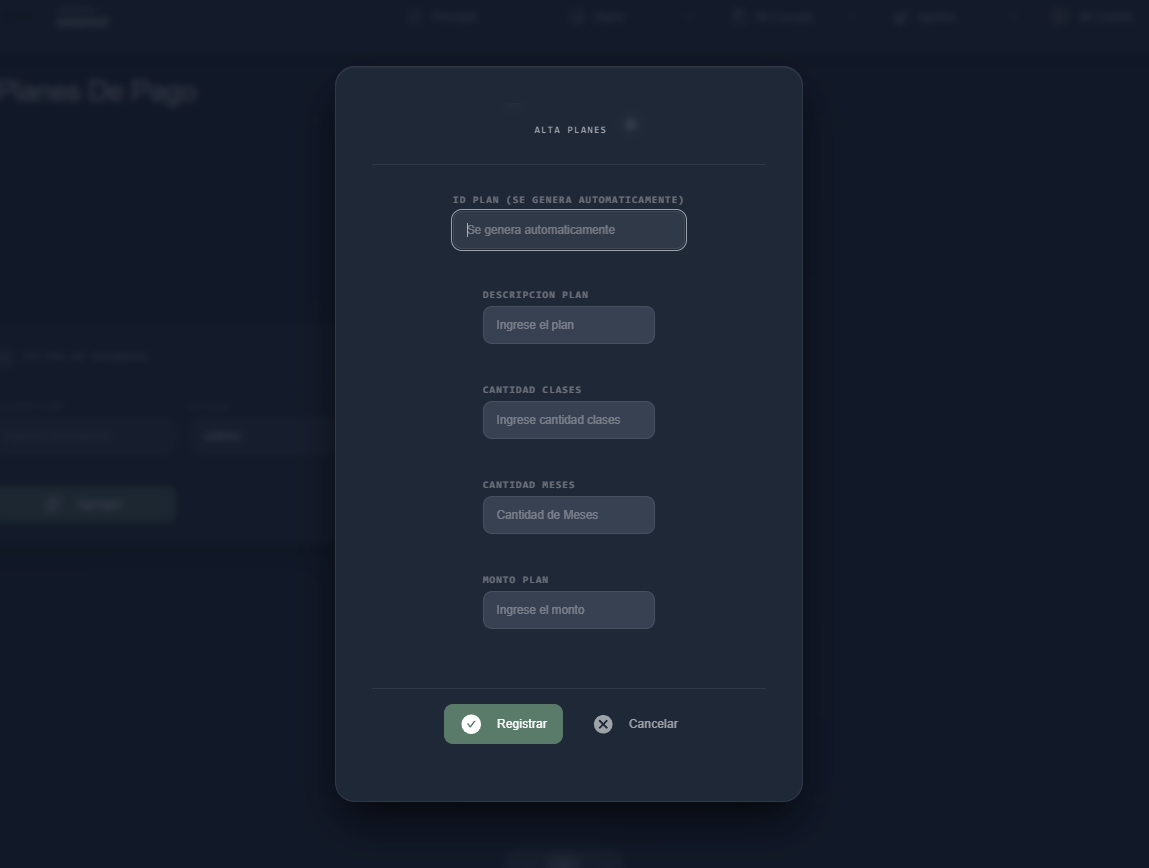 Planes De Pago
ALTA PLANES
ID PLAN (SE GENERA AUTOMATICAMENTE)
Se genera automaticamente
DESCRIPCION PLAN
Ingrese el plan
CANTIDAD CLASES
Ingrese cantidad clases
CANTIDAD MESES
Cantidad de Meses
MONTO PLAN
Ingrese el monto
Registrar
Cancelar